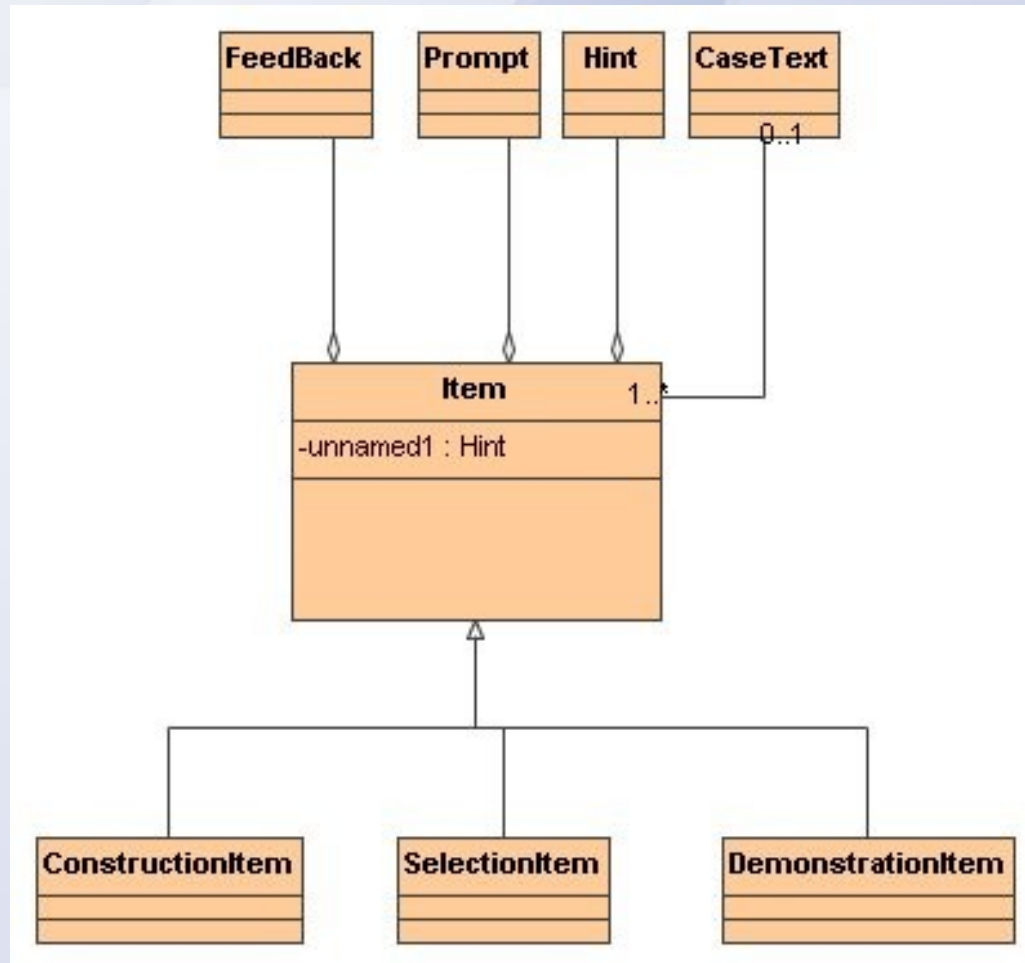 FeedBack
Prompt
Hint
CaseText
0..1
Item
1..*
-unnamed1 : Hint
ConstructionItem
SelectionItem
DemonstrationItem